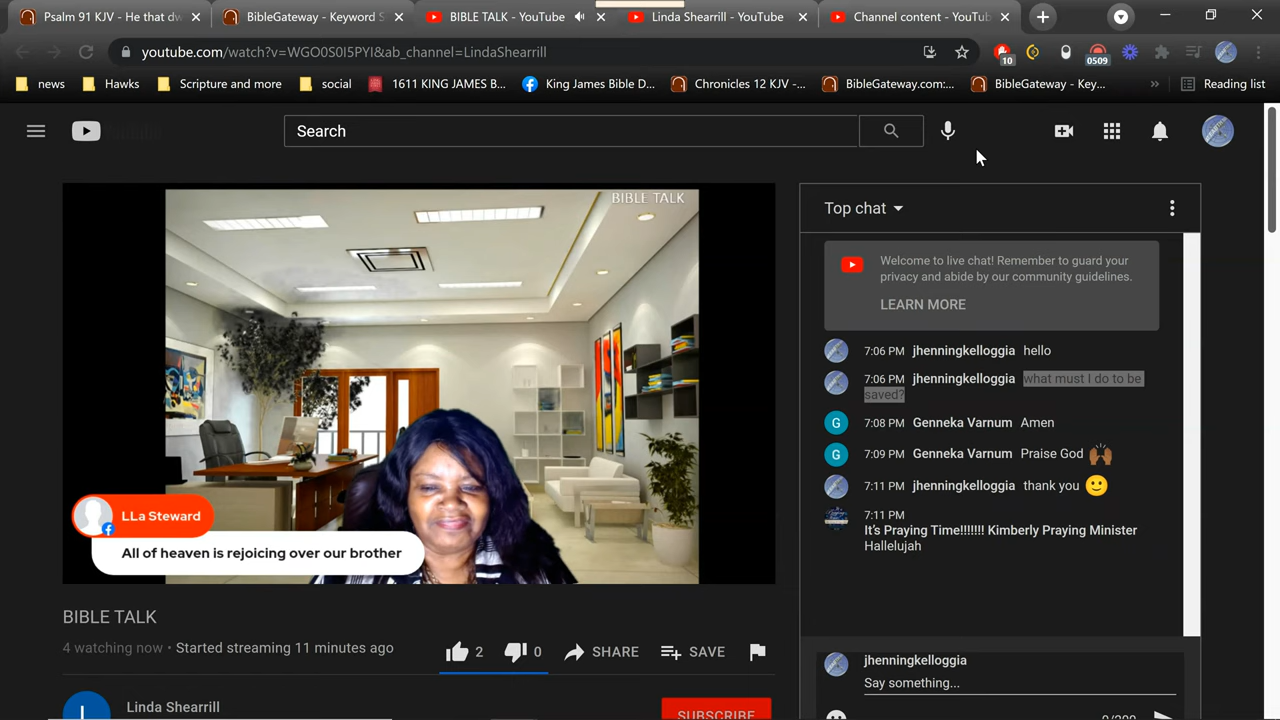 Psalm 91 KJV - He that dw
BibleGateway - Keyword S
BIBLE TALK - YouTube
Linda Shearrill - YouTube
Channel content - YouTub
youtube.com/watch?v=WGO0S0I5PYI&ab_channel=LindaShearrill
10
0509
news
Hawks
Scripture and more
social
1611 KING JAMES B...
King James Bible D...
Chronicles 12 KJV -...
BibleGateway.com:...
BibleGateway - Key...
»
Reading list
Search
BIBLE TALK
LLa Steward
All of heaven is rejoicing over our brother
Top chat
Welcome to live chat! Remember to guard your
privacy and abide by our community guidelines.
LEARN MORE
7:06 PM jhenningkelloggia hello
7:06 PM jhenningkelloggia what must I do to be
saved?
G 7:08 PM Genneka Varnum Amen
G 7:09 PM Genneka Varnum Praise God 🙌🏾
7:11 PM jhenningkelloggia thank you 🙂
7:11 PM
It's Praying Time!!!!!!! Kimberly Praying Minister
Hallelujah
BIBLE TALK
4 watching now • Started streaming 11 minutes ago
2
0
SHARE
SAVE
L
Linda Shearrill
SUBSCRIBE
jhenningkelloggia
Say something...
0/200